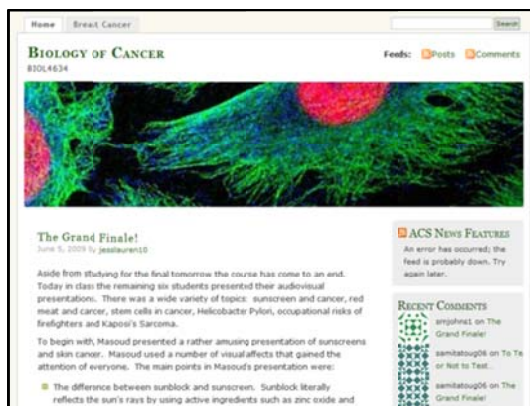 Home Breast Cancer
Search
BIOLOGY OF CANCER
BIOL4634
Feeds: Posts Comments
The Grand Finale!
June 5, 2009 by jesslauren10
Aside from studying for the final tomorrow the course has come to an end.
Today in class the remaining six students presented their audiovisual
presentations. There was a wide variety of topics: sunscreen and cancer, red
meat and cancer, stem cells in cancer, Helicobacter Pylori, occupational risks of
firefighters and Kaposi's Sarcoma.
To begin with Masoud presented a rather amusing presentation of sunscreens
and skin cancer. Masoud used a number of visual affects that gained the
attention of everyone. The main points in Masoud's presentation were:
The difference between sunblock and sunscreen. Sunblock literally
reflects the sun's rays by using active ingredients such as zinc oxide and
ACS NEWS FEATURES
An error has occurred; the
feed is probably down. Try
again later.
RECENT COMMENTS
smjohns1 on The
Grand Finale!
samitatoug06 on To Te
or Not to Test...
samitatoug06 on The
Grand Finale!